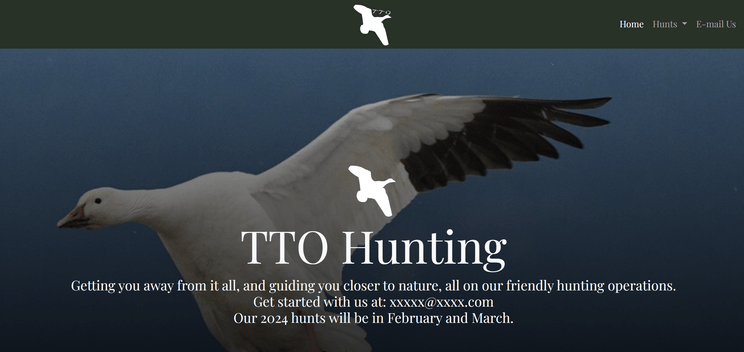 TTO
Home Hunts E-mail Us
TTO Hunting
Getting you away from it all, and guiding you closer to nature, all on our friendly hunting operations.
Get started with us at: xxxxx@xxxx.com
Our 2024 hunts will be in February and March.